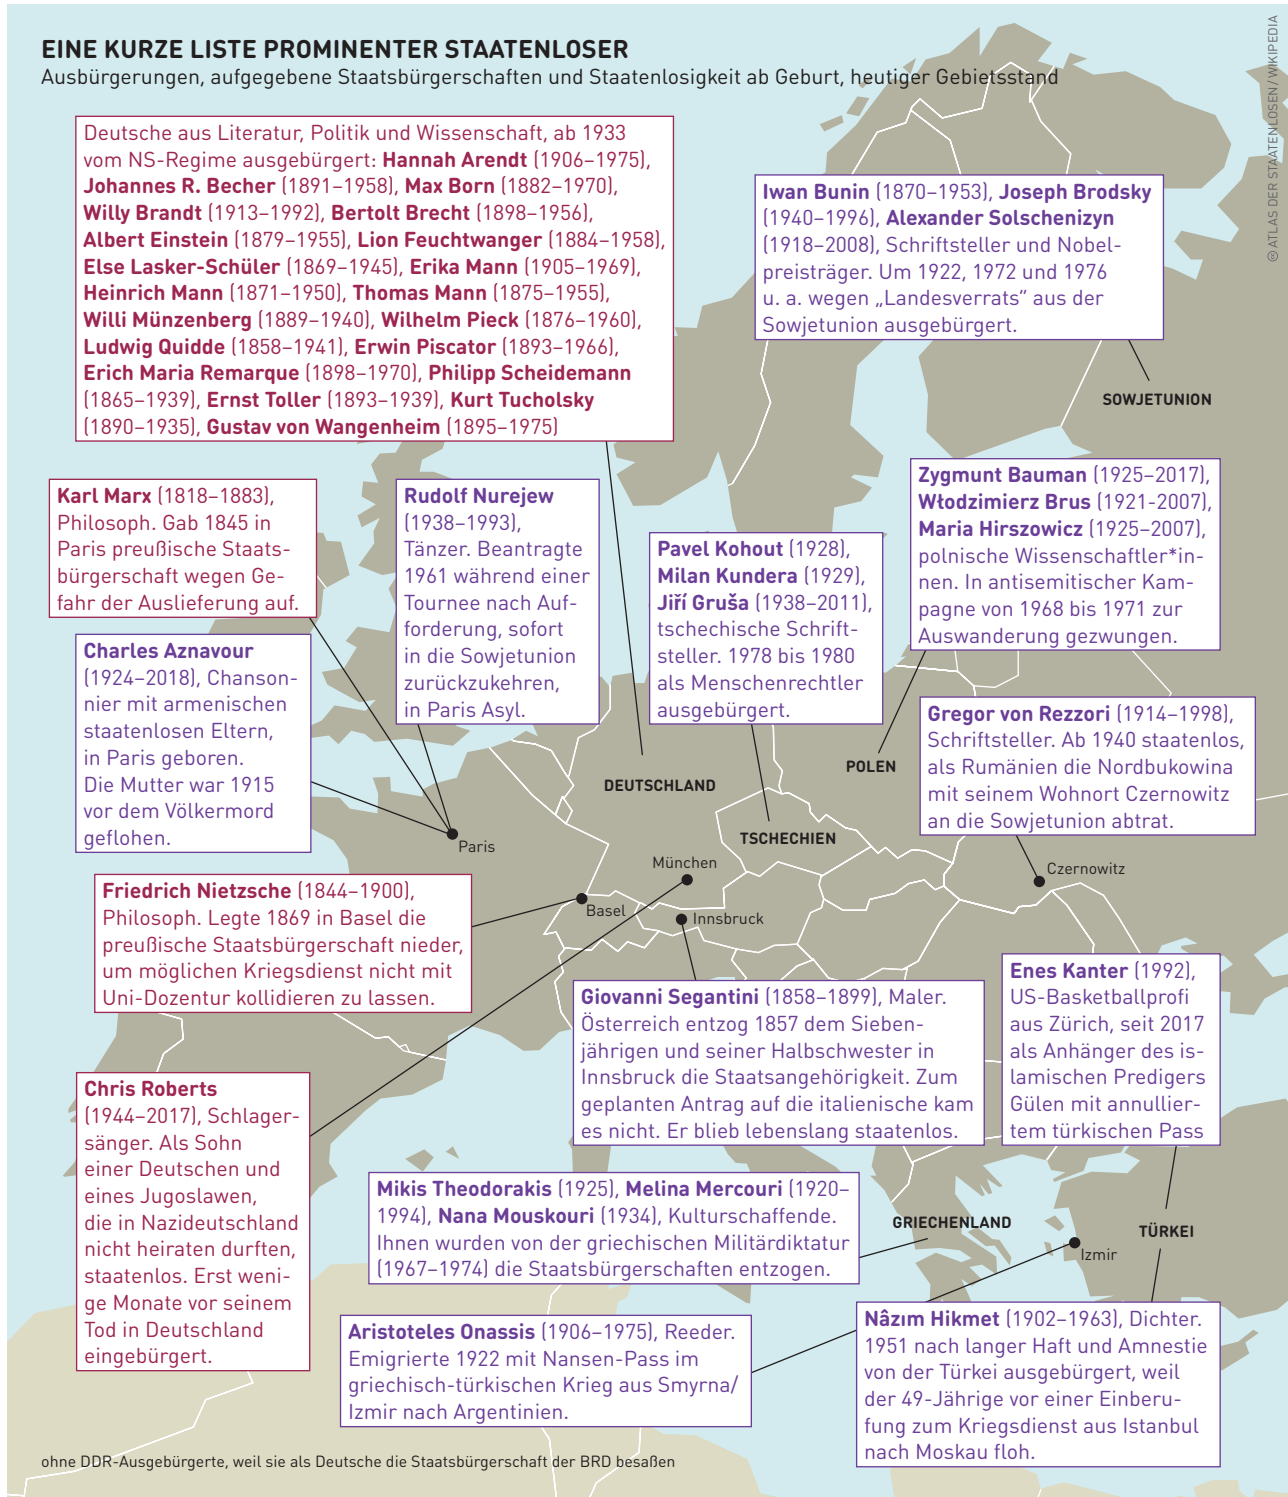 EINE KURZE LISTE PROMINENTER STAATENLOSER
Ausbürgerungen, aufgegebene Staatsbürgerschaften und Staatenlosigkeit ab Geburt, heutiger Gebietsstand
© ATLAS DER STAATENLOSEN / WIKIPEDIA
Deutsche aus Literatur, Politik und Wissenschaft, ab 1933
vom NS-Regime ausgebürgert: Hannah Arendt (1906–1975),
Johannes R. Becher (1891–1958), Max Born (1882–1970),
Willy Brandt (1913–1992), Bertolt Brecht (1898–1956),
Albert Einstein (1879–1955), Lion Feuchtwanger (1884–1958),
Else Lasker-Schüler (1869–1945), Erika Mann (1905–1969),
Heinrich Mann (1871–1950), Thomas Mann (1875–1955),
Willi Münzenberg (1889–1940), Wilhelm Pieck (1876–1960),
Ludwig Quidde (1858–1941), Erwin Piscator (1893–1966),
Erich Maria Remarque (1898–1970), Philipp Scheidemann
(1865–1939), Ernst Toller (1893–1939), Kurt Tucholsky
(1890–1935), Gustav von Wangenheim (1895–1975)
Iwan Bunin (1870–1953), Joseph Brodsky
(1940–1996), Alexander Solschenizyn
(1918–2008), Schriftsteller und Nobel-
preisträger. Um 1922, 1972 und 1976
u. a. wegen „Landesverrats" aus der
Sowjetunion ausgebürgert.
SOWJETUNION
Karl Marx (1818–1883),
Philosoph. Gab 1845 in
Paris preußische Staats-
bürgerschaft wegen Ge-
fahr der Auslieferung auf.
Rudolf Nurejew
(1938–1993),
Tänzer. Beantragte
1961 während einer
Tournee nach Auf-
forderung, sofort
in die Sowjetunion
zurückzukehren,
in Paris Asyl.
Pavel Kohout (1928),
Milan Kundera (1929),
Jiří Gruša (1938–2011),
tschechische Schrift-
steller. 1978 bis 1980
als Menschenrechtler
ausgebürgert.
Zygmunt Bauman (1925–2017),
Włodzimierz Brus (1921-2007),
Maria Hirszowicz (1925–2007),
polnische Wissenschaftler*in-
nen. In antisemitischer Kam-
pagne von 1968 bis 1971 zur
Auswanderung gezwungen.
Charles Aznavour
(1924–2018), Chanson-
nier mit armenischen
staatenlosen Eltern,
in Paris geboren.
Die Mutter war 1915
vor dem Völkermord
geflohen.
Gregor von Rezzori (1914–1998),
Schriftsteller. Ab 1940 staatenlos,
als Rumänien die Nordbukowina
mit seinem Wohnort Czernowitz
an die Sowjetunion abtrat.
POLEN
DEUTSCHLAND
TSCHECHIEN
Paris
München
Czernowitz
Basel
Innsbruck
Friedrich Nietzsche (1844–1900),
Philosoph. Legte 1869 in Basel die
preußische Staatsbürgerschaft nieder,
um möglichen Kriegsdienst nicht mit
Uni-Dozentur kollidieren zu lassen.
Giovanni Segantini (1858–1899), Maler.
Österreich entzog 1857 dem Sieben-
jährigen und seiner Halbschwester in
Innsbruck die Staatsangehörigkeit. Zum
geplanten Antrag auf die italienische kam
es nicht. Er blieb lebenslang staatenlos.
Enes Kanter (1992),
US-Basketballprofi
aus Zürich, seit 2017
als Anhänger des is-
lamischen Predigers
Gülen mit annullier-
tem türkischen Pass
Chris Roberts
(1944–2017), Schlager-
sänger. Als Sohn
einer Deutschen und
eines Jugoslawen,
die in Nazideutschland
nicht heiraten durften,
staatenlos. Erst weni-
ge Monate vor seinem
Tod in Deutschland
eingebürgert.
Mikis Theodorakis (1925), Melina Mercouri (1920–
1994), Nana Mouskouri (1934), Kulturschaffende.
Ihnen wurden von der griechischen Militärdiktatur
(1967–1974) die Staatsbürgerschaften entzogen.
GRIECHENLAND
TÜRKEI
Izmir
Aristoteles Onassis (1906–1975), Reeder.
Emigrierte 1922 mit Nansen-Pass im
griechisch-türkischen Krieg aus Smyrna/
Izmir nach Argentinien.
Nâzım Hikmet (1902–1963), Dichter.
1951 nach langer Haft und Amnestie
von der Türkei ausgebürgert, weil
der 49-Jährige vor einer Einberu-
fung zum Kriegsdienst aus Istanbul
nach Moskau floh.
ohne DDR-Ausgebürgerte, weil sie als Deutsche die Staatsbürgerschaft der BRD besaßen